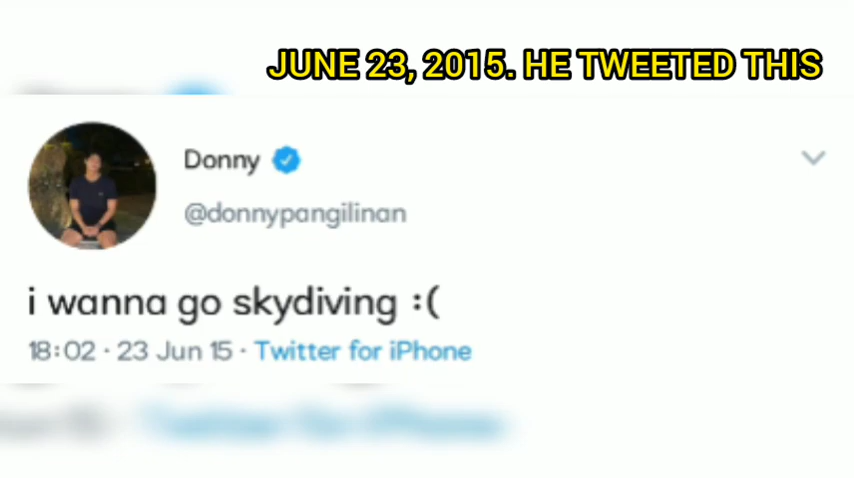 JUNE 23, 2015. HE TWEETED THIS
Donny
@donnypangilinan
i wanna go skydiving :(
18:02 · 23 Jun 15 · Twitter for iPhone